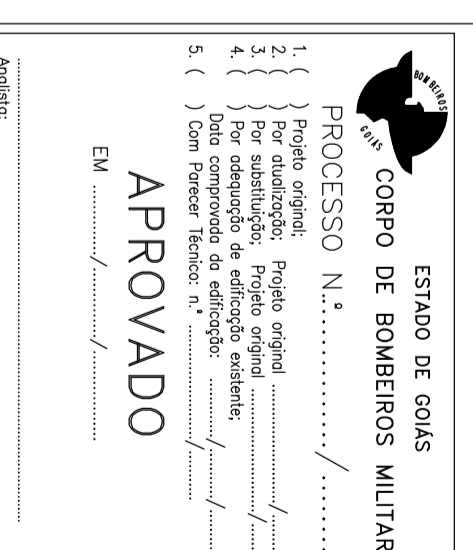 ESTADO DE GOIÁS
CORPO DE BOMBEIROS MILITAR
BOMBEIROS
GOIÁS
PROCESSO N.º............../.......
1. (   ) Projeto original;
2. (   ) Por atualização; Projeto original ............/......
3. (   ) Por substituição; Projeto original ............/......
4. (   ) Por adequação de edificação existente;
Data comprovada da edificação: ........../......../......
5. (   ) Com Parecer Técnico: n.º ..................../........
APROVADO
EM ............/............/............
Analista: